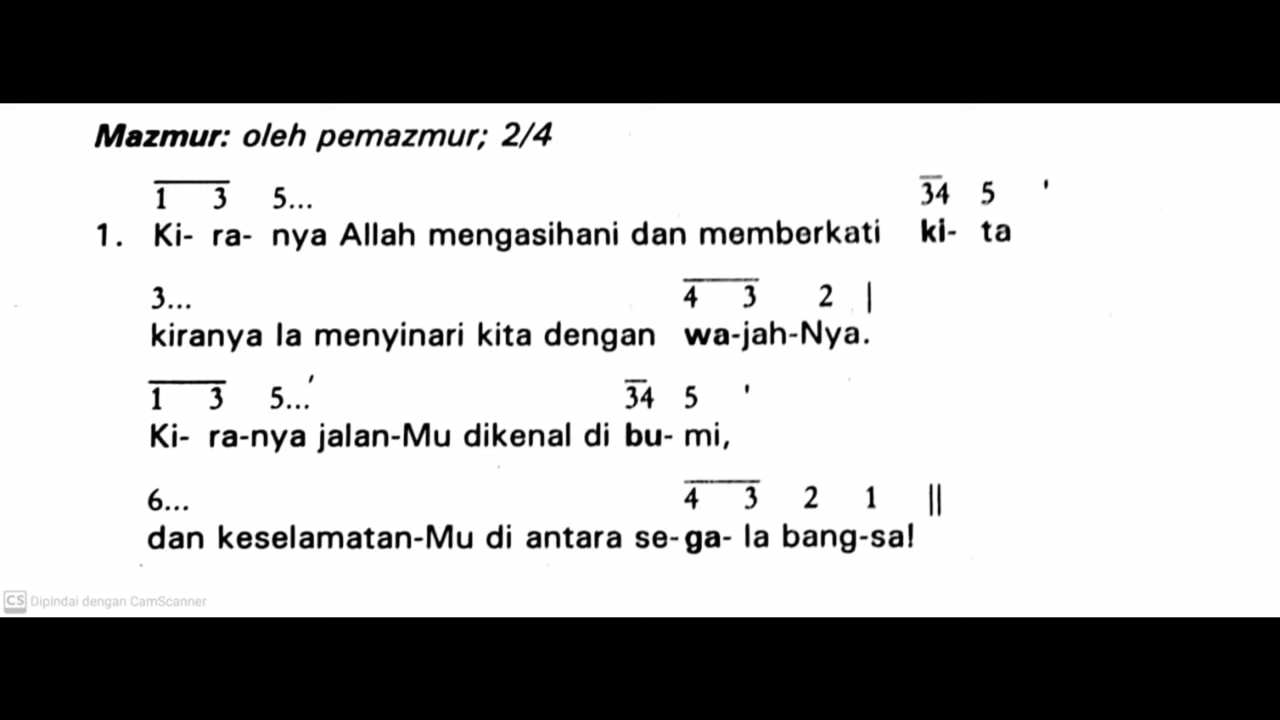 Mazmur: oleh pemazmur; 2/4
1 3 5... 34 5 '
1. Ki- ra- nya Allah mengasihani dan memberkati ki- ta
3... 4 3 2 |
kiranya Ia menyinari kita dengan wa-jah-Nya.
1 3 5...' 34 5 '
Ki- ra-nya jalan-Mu dikenal di bu- mi,
6... 4 3 2 1 ||
dan keselamatan-Mu di antara se-ga- la bang-sa!
CS Dipindai dengan CamScanner